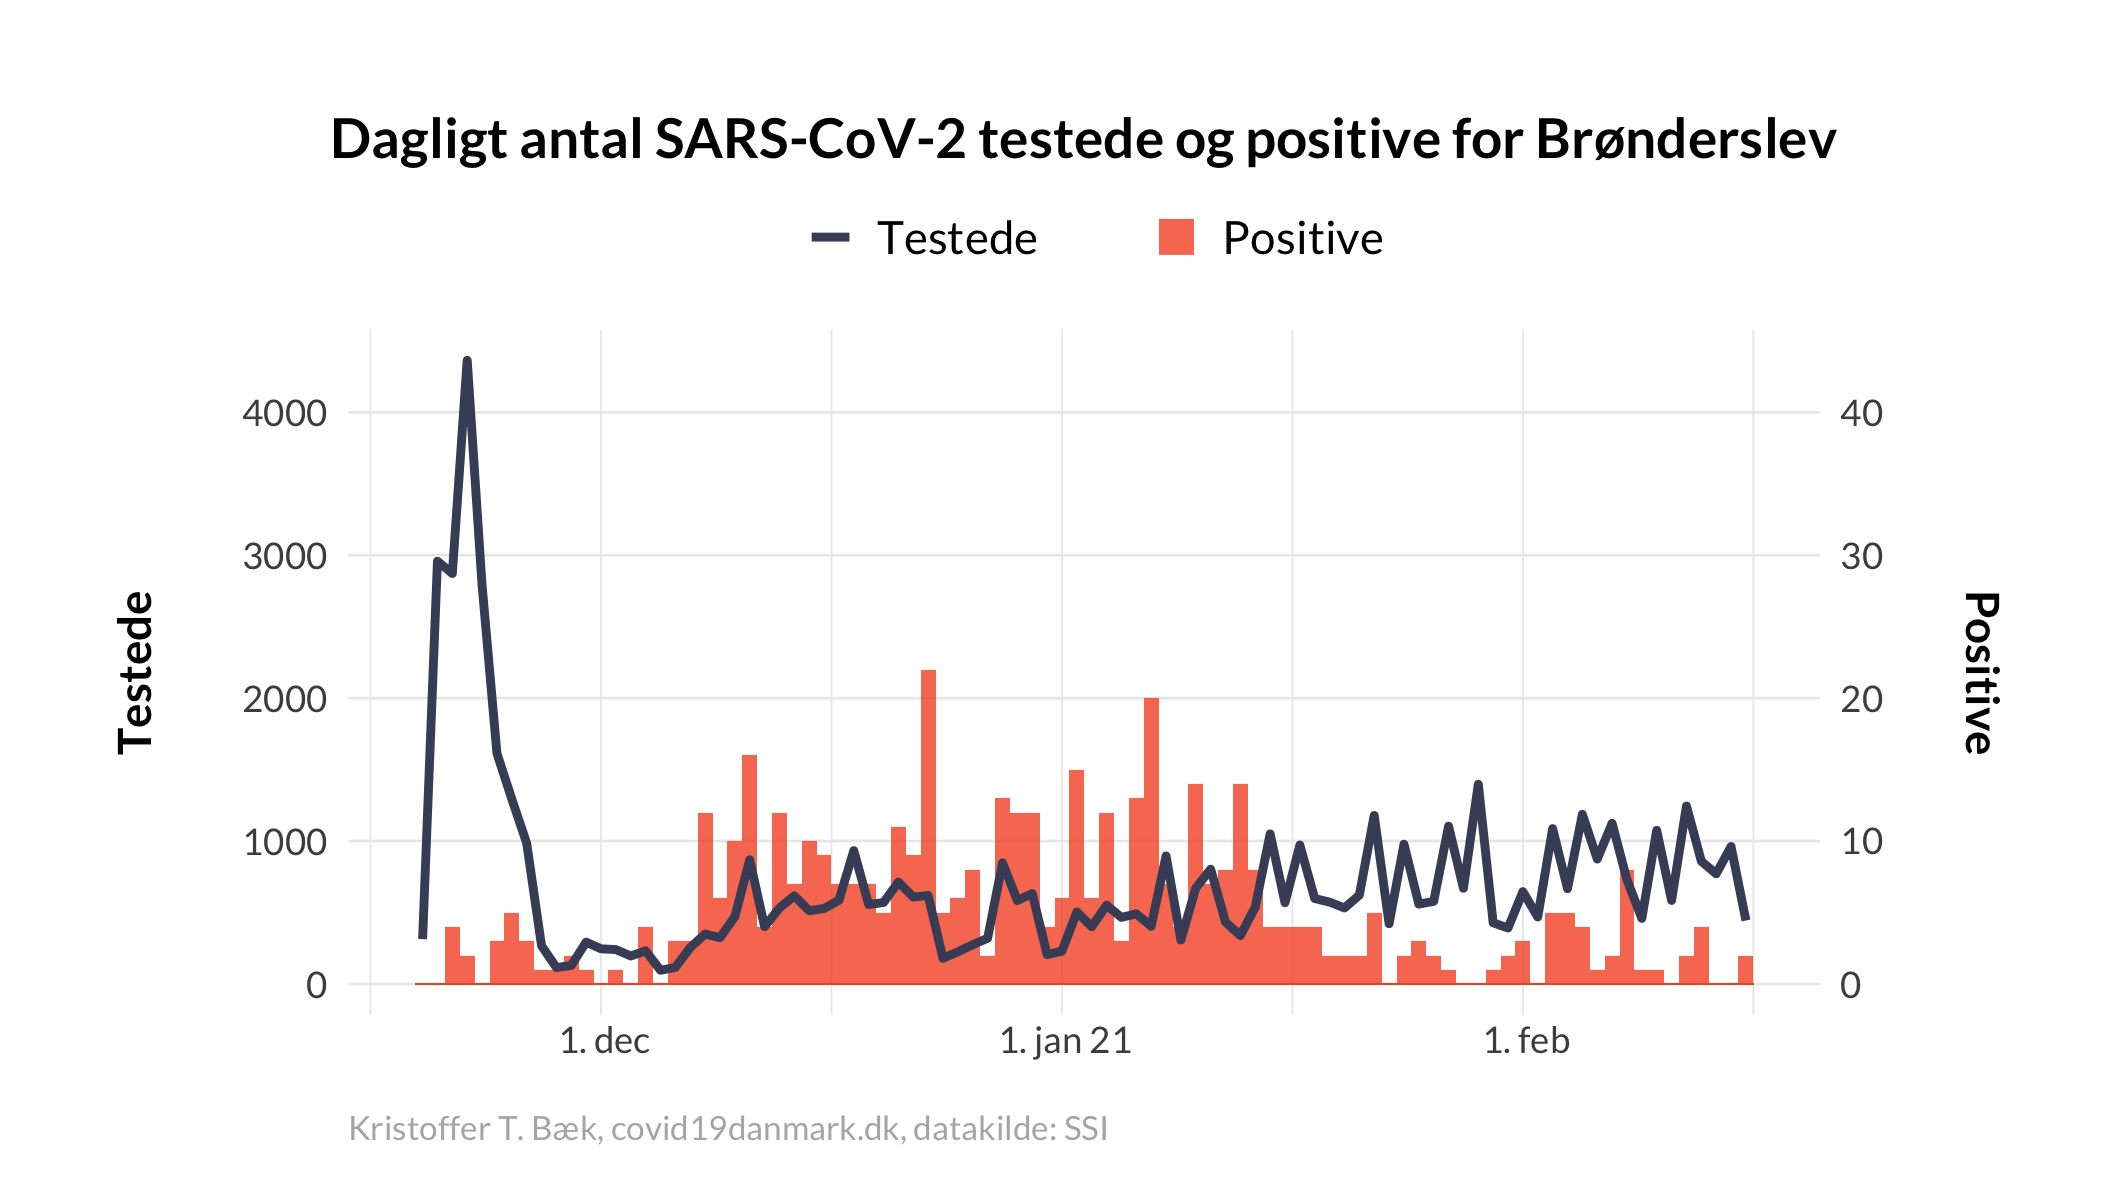 Dagligt antal SARS-CoV-2 testede og positive for Brønderslev
Testede
Positive
4000
3000
2000
1000
0
40
30
20
10
0
Testede
Positive
1. dec
1. jan 21
1. feb
Kristoffer T. Bæk, covid19danmark.dk, datakilde: SSI